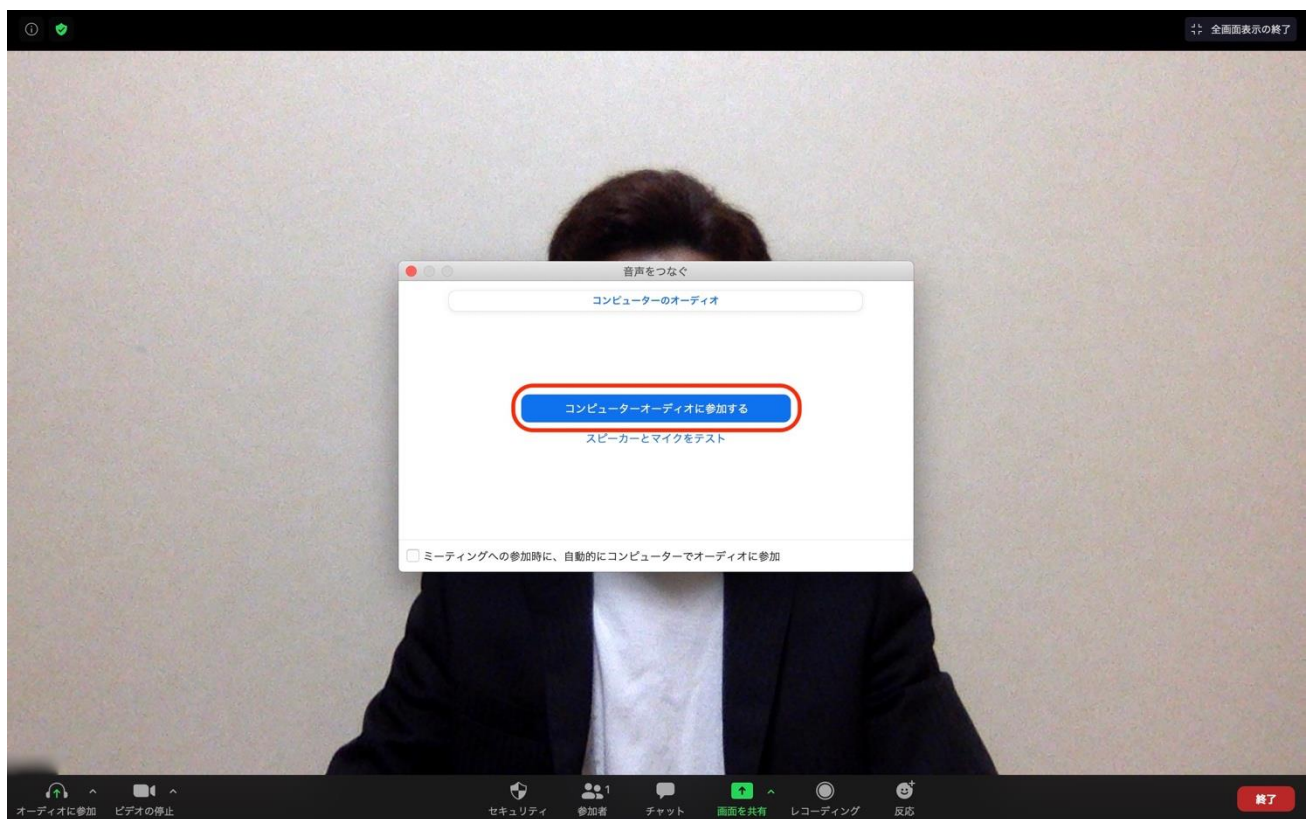 全画面表示の終了
音声をつなぐ
コンピューターのオーディオ
コンピューターオーディオに参加する
スピーカーとマイクをテスト
ミーティングへの参加時に、自動的にコンピューターでオーディオに参加
1
オーディオに参加 ビデオの停止 セキュリティ 参加者 チャット 画面を共有 レコーディング 反応 終了